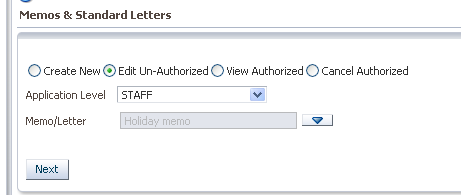 Memos & Standard Letters
Create New Edit Un-Authorized View Authorized Cancel Authorized
Application Level STAFF
Memo/Letter Holiday memo
Next